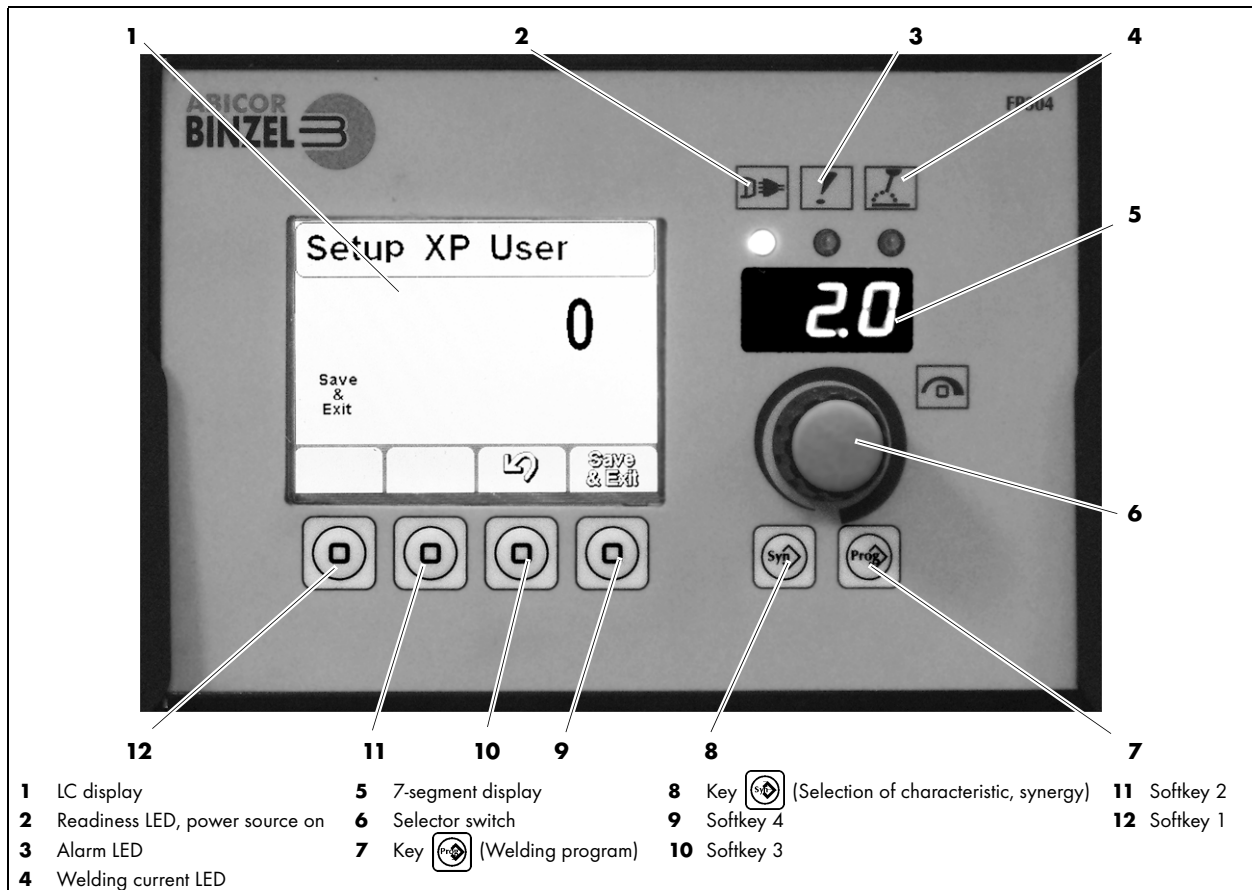 1 2 3 4
ABICOR
BINZEL
FP304
Setup XP User
5
2.0
0
Save
&
Exit
Save
& Exit
6
Syn Prog
12 11 10 9 8 7
1 LC display
2 Readiness LED, power source on
3 Alarm LED
4 Welding current LED
5 7-segment display
6 Selector switch
7 Key Prog (Welding program)
8 Key Syn (Selection of characteristic, synergy)
9 Softkey 4
10 Softkey 3
11 Softkey 2
12 Softkey 1